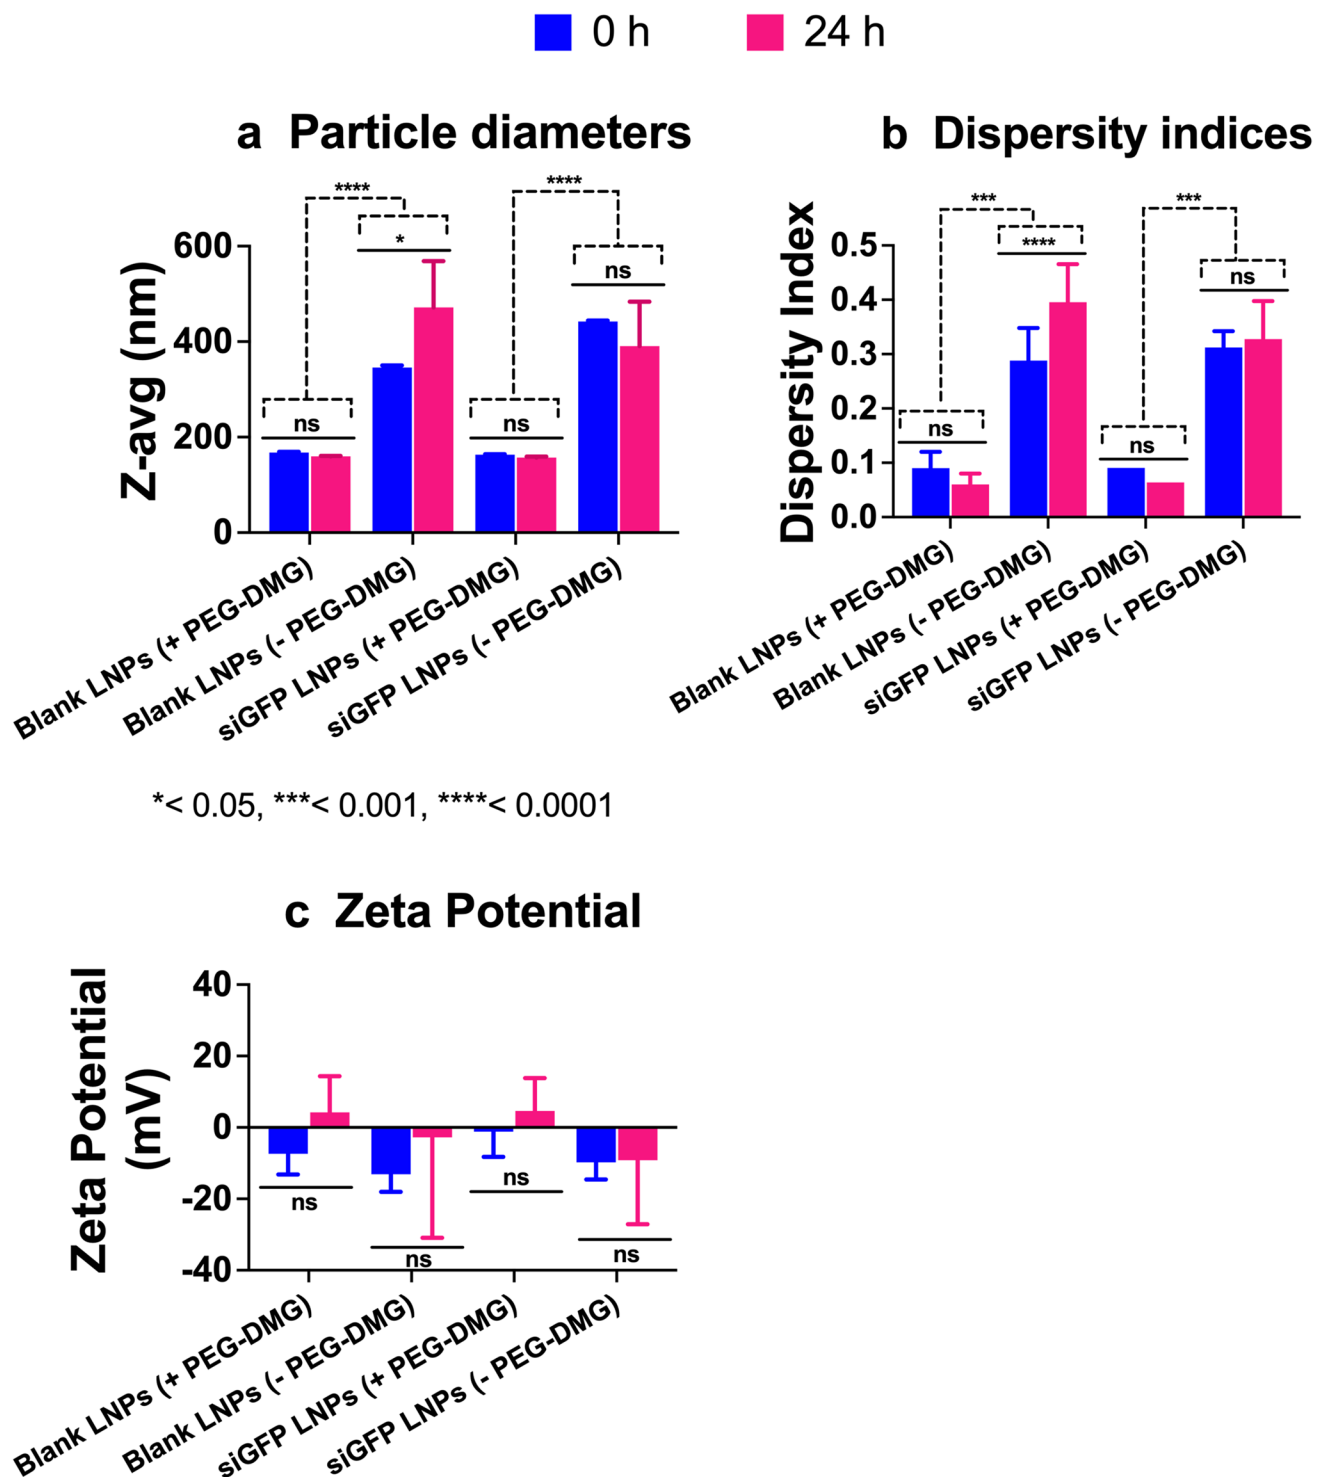 0 h 24 h
a Particle diameters
**** ****
*
ns ns ns
Z-avg (nm)
600
400
200
0
Blank LNPs (+ PEG-DMG)
Blank LNPs (- PEG-DMG)
siGFP LNPs (+ PEG-DMG)
siGFP LNPs (- PEG-DMG)
b Dispersity indices
*** ***
****
ns ns ns
Dispersity Index
0.5
0.4
0.3
0.2
0.1
0.0
Blank LNPs (+ PEG-DMG)
Blank LNPs (- PEG-DMG)
siGFP LNPs (+ PEG-DMG)
siGFP LNPs (- PEG-DMG)
*< 0.05, ***< 0.001, ****< 0.0001
c Zeta Potential
Zeta Potential
(mV)
40
20
0
-20
-40
ns ns ns ns
Blank LNPs (+ PEG-DMG)
Blank LNPs (- PEG-DMG)
siGFP LNPs (+ PEG-DMG)
siGFP LNPs (- PEG-DMG)